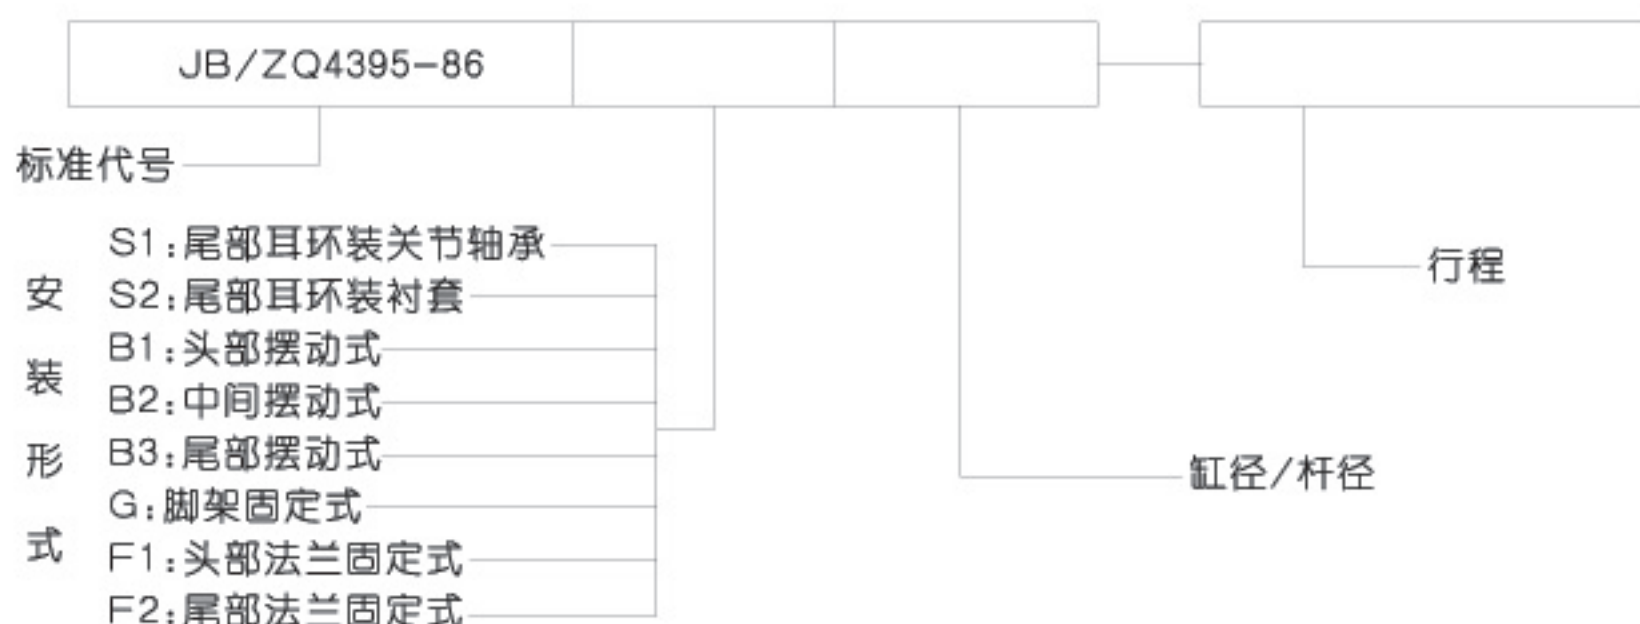 JB/ZQ4395-86
标准代号
安装形式
S1:尾部耳环装关节轴承
S2:尾部耳环装衬套
B1:头部摆动式
B2:中间摆动式
B3:尾部摆动式
G:脚架固定式
F1:头部法兰固定式
F2:尾部法兰固定式
行程
缸径/杆径